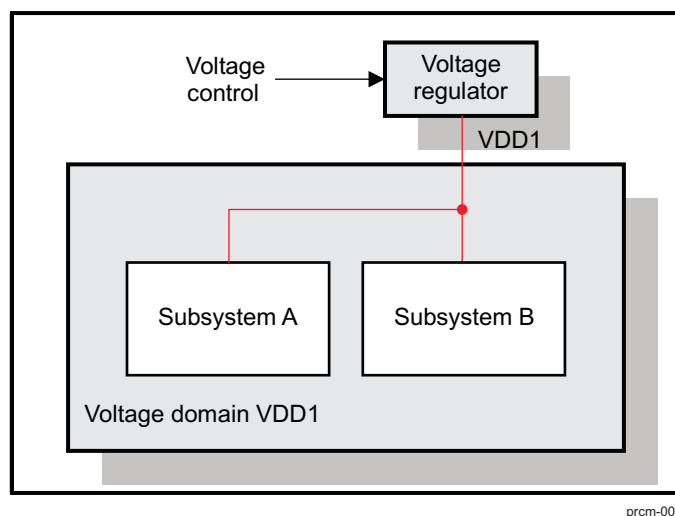 Voltage
control
Voltage
regulator
VDD1
Subsystem A
Subsystem B
Voltage domain VDD1
prcm-00